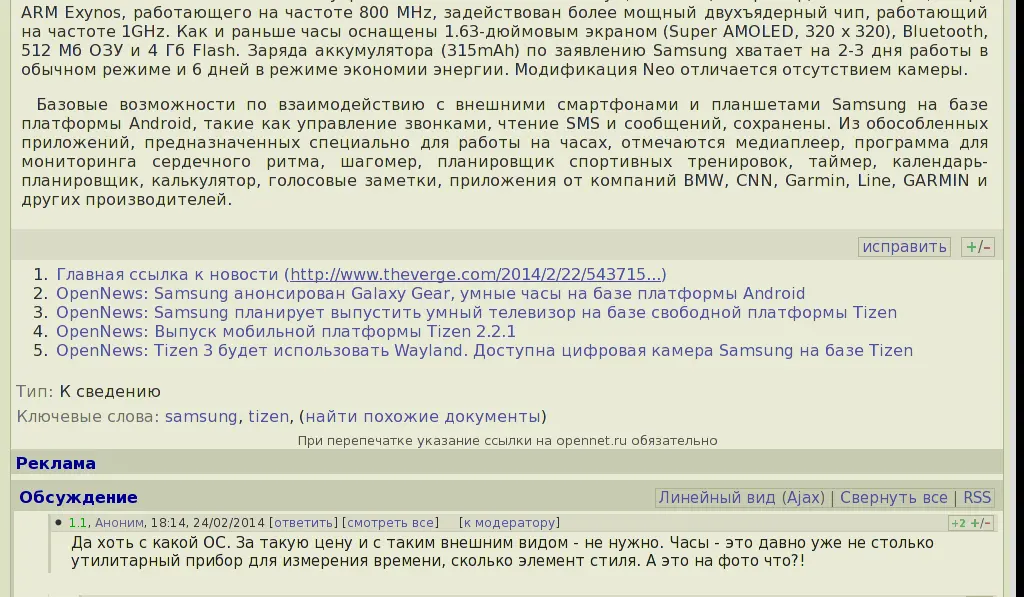 ARM Exynos, работающего на частоте 800 MHz, задействован более мощный двухъядерный чип, работающий
на частоте 1GHz. Как и раньше часы оснащены 1.63-дюймовым экраном (Super AMOLED, 320 x 320), Bluetooth,
512 Мб ОЗУ и 4 Гб Flash. Заряда аккумулятора (315mAh) по заявлению Samsung хватает на 2-3 дня работы в
обычном режиме и 6 дней в режиме экономии энергии. Модификация Neo отличается отсутствием камеры.
Базовые возможности по взаимодействию с внешними смартфонами и планшетами Samsung на базе
платформы Android, такие как управление звонками, чтение SMS и сообщений, сохранены. Из обособленных
приложений, предназначенных специально для работы на часах, отмечаются медиаплеер, программа для
мониторинга сердечного ритма, шагомер, планировщик спортивных тренировок, таймер, календарь-
планировщик, калькулятор, голосовые заметки, приложения от компаний BMW, CNN, Garmin, Line, GARMIN и
других производителей.
исправить +/–
1. Главная ссылка к новости (http://www.theverge.com/2014/2/22/543715...)
2. OpenNews: Samsung анонсирован Galaxy Gear, умные часы на базе платформы Android
3. OpenNews: Samsung планирует выпустить умный телевизор на базе свободной платформы Tizen
4. OpenNews: Выпуск мобильной платформы Tizen 2.2.1
5. OpenNews: Tizen 3 будет использовать Wayland. Доступна цифровая камера Samsung на базе Tizen
Тип: К сведению
Ключевые слова: samsung, tizen, (найти похожие документы)
При перепечатке указание ссылки на opennet.ru обязательно
Реклама
Обсуждение Линейный вид (Ajax) | Свернуть все | RSS
• 1.1, Аноним, 18:14, 24/02/2014 [ответить] [смотреть все] [к модератору] +2 +/–
Да хоть с какой ОС. За такую цену и с таким внешним видом - не нужно. Часы - это давно уже не столько
утилитарный прибор для измерения времени, сколько элемент стиля. А это на фото что?!